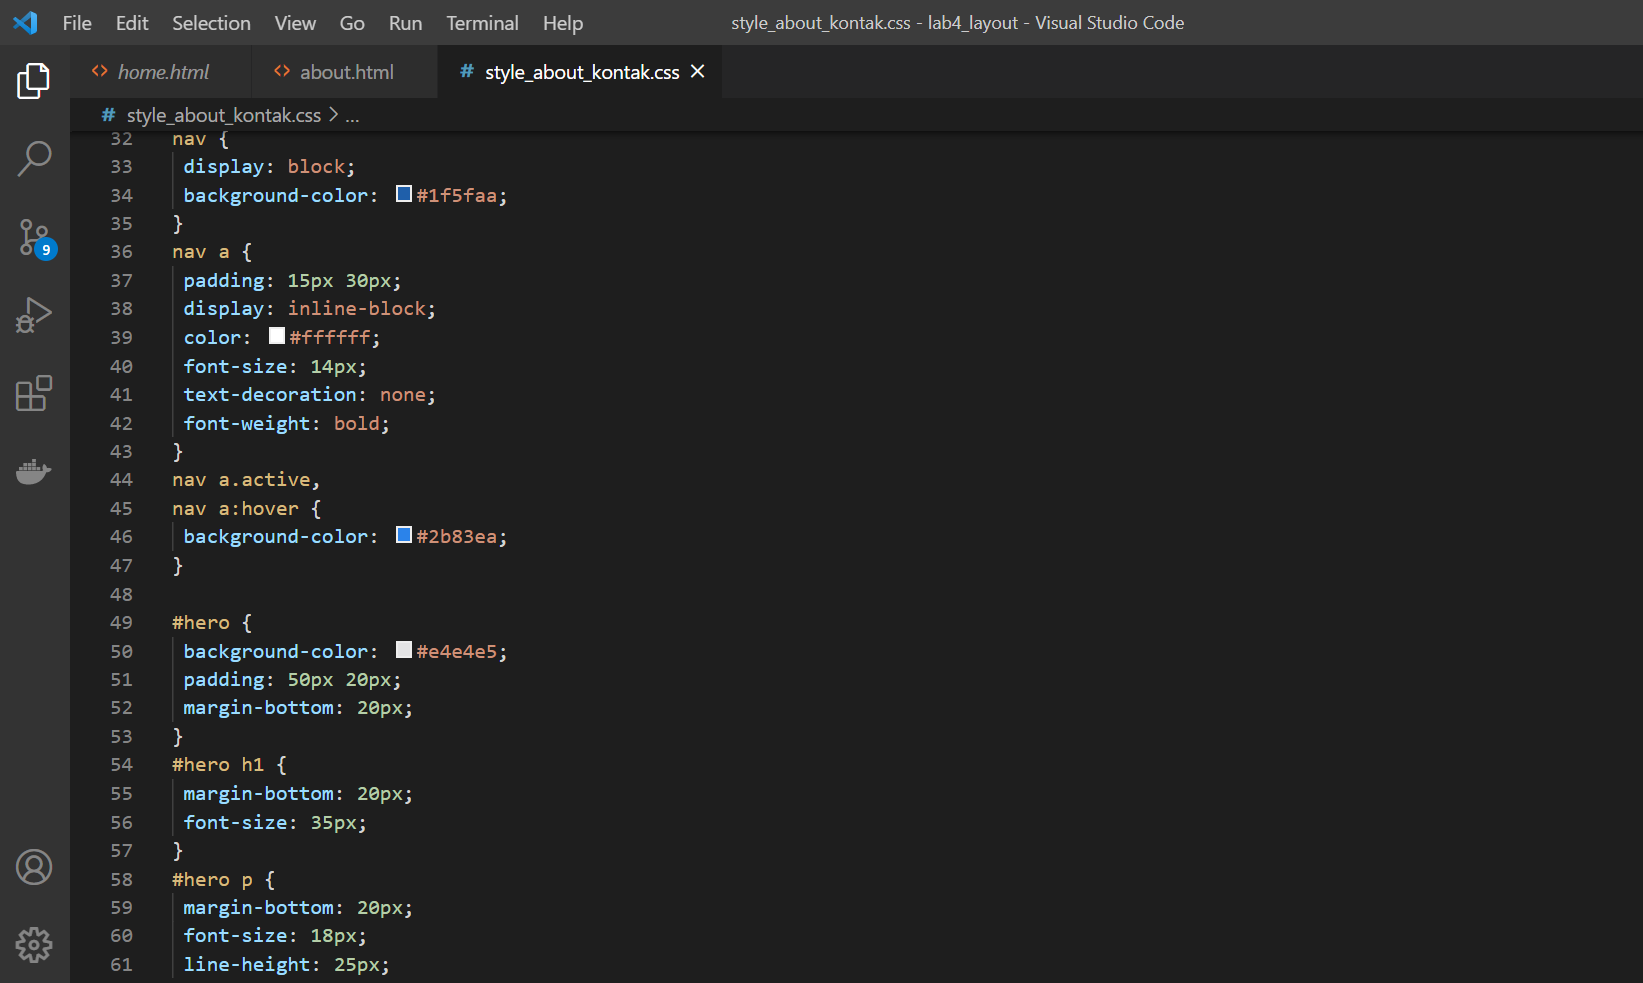 File Edit Selection View Go Run Terminal Help style_about_kontak.css - lab4_layout - Visual Studio Code
<> home.html <> about.html # style_about_kontak.css ×
# style_about_kontak.css > ...
32 nav {
33 display: block;
34 background-color: #1f5faa;
35 }
36 nav a {
37 padding: 15px 30px;
38 display: inline-block;
39 color: #ffffff;
40 font-size: 14px;
41 text-decoration: none;
42 font-weight: bold;
43 }
44 nav a.active,
45 nav a:hover {
46 background-color: #2b83ea;
47 }
48
49 #hero {
50 background-color: #e4e4e5;
51 padding: 50px 20px;
52 margin-bottom: 20px;
53 }
54 #hero h1 {
55 margin-bottom: 20px;
56 font-size: 35px;
57 }
58 #hero p {
59 margin-bottom: 20px;
60 font-size: 18px;
61 line-height: 25px;
9